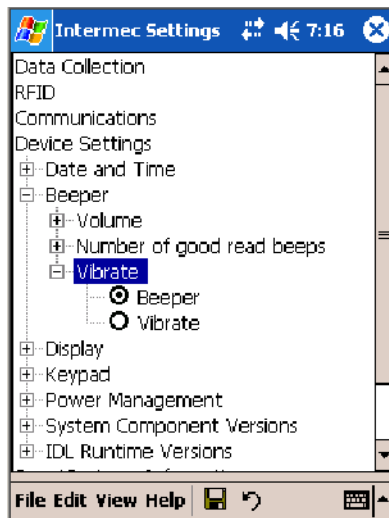 Intermec Settings 7:16
Data Collection
RFID
Communications
Device Settings
Date and Time
Beeper
Volume
Number of good read beeps
Vibrate
Beeper
Vibrate
Display
Keypad
Power Management
System Component Versions
IDL Runtime Versions
File Edit View Help